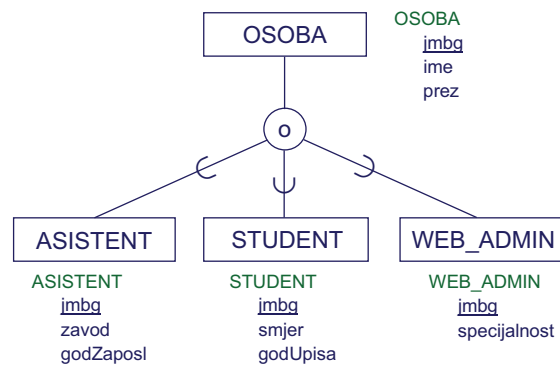 OSOBA
OSOBA
jmbg
ime
prez
o
ASISTENT
STUDENT
WEB_ADMIN
ASISTENT
jmbg
zavod
godZaposl
STUDENT
jmbg
smjer
godUpisa
WEB_ADMIN
jmbg
specijalnost